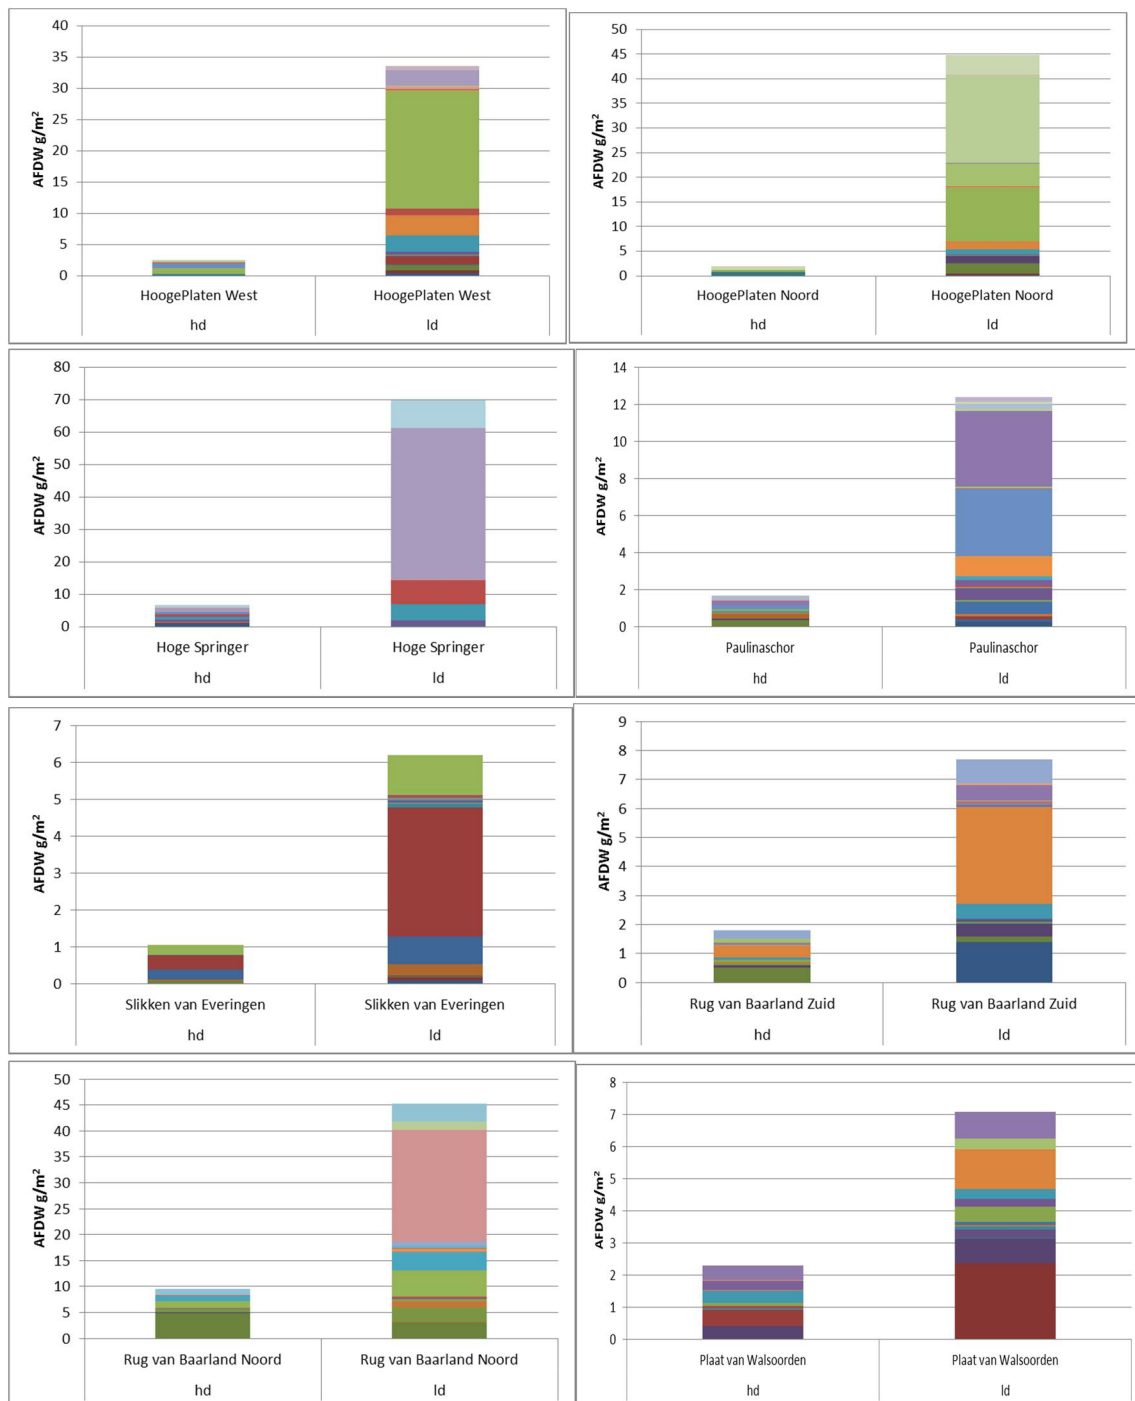 40
35
30
25
20
15
10
5
0
AFDW g/m²
HoogePlaten West
HoogePlaten West
hd
ld
50
45
40
35
30
25
20
15
10
5
0
AFDW g/m²
HoogePlaten Noord
HoogePlaten Noord
hd
ld
80
70
60
50
40
30
20
10
0
AFDW g/m²
Hoge Springer
Hoge Springer
hd
ld
14
12
10
8
6
4
2
0
AFDW g/m²
Paulinaschor
Paulinaschor
hd
ld
7
6
5
4
3
2
1
0
AFDW g/m²
Slikken van Everingen
Slikken van Everingen
hd
ld
9
8
7
6
5
4
3
2
1
0
AFDW g/m²
Rug van Baarland Zuid
Rug van Baarland Zuid
hd
ld
50
45
40
35
30
25
20
15
10
5
0
AFDW g/m²
Rug van Baarland Noord
Rug van Baarland Noord
hd
ld
8
7
6
5
4
3
2
1
0
AFDW g/m²
Plaat van Walsoorden
Plaat van Walsoorden
hd
ld